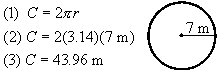 (1) C = 2πr
(2) C = 2(3.14)(7 m)
(3) C = 43.96 m
7 m